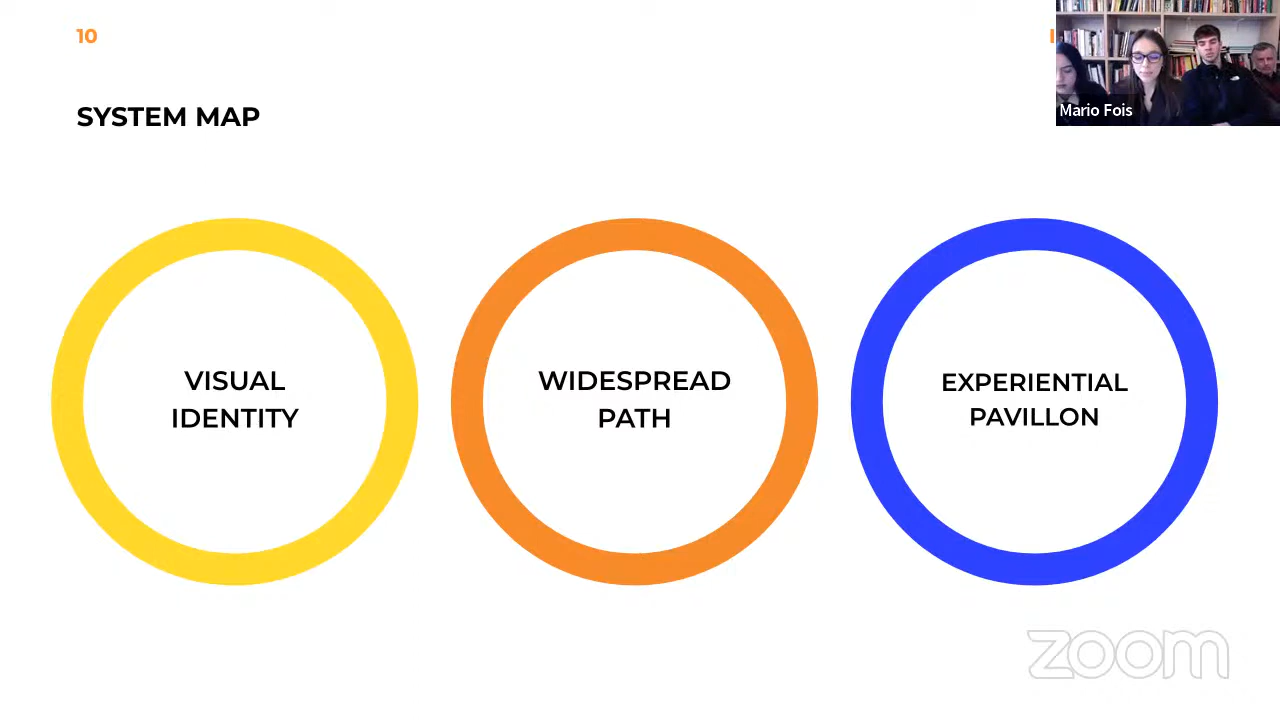 10
SYSTEM MAP
Mario Fois
VISUAL
IDENTITY
WIDESPREAD
PATH
EXPERIENTIAL
PAVILLON
zoom